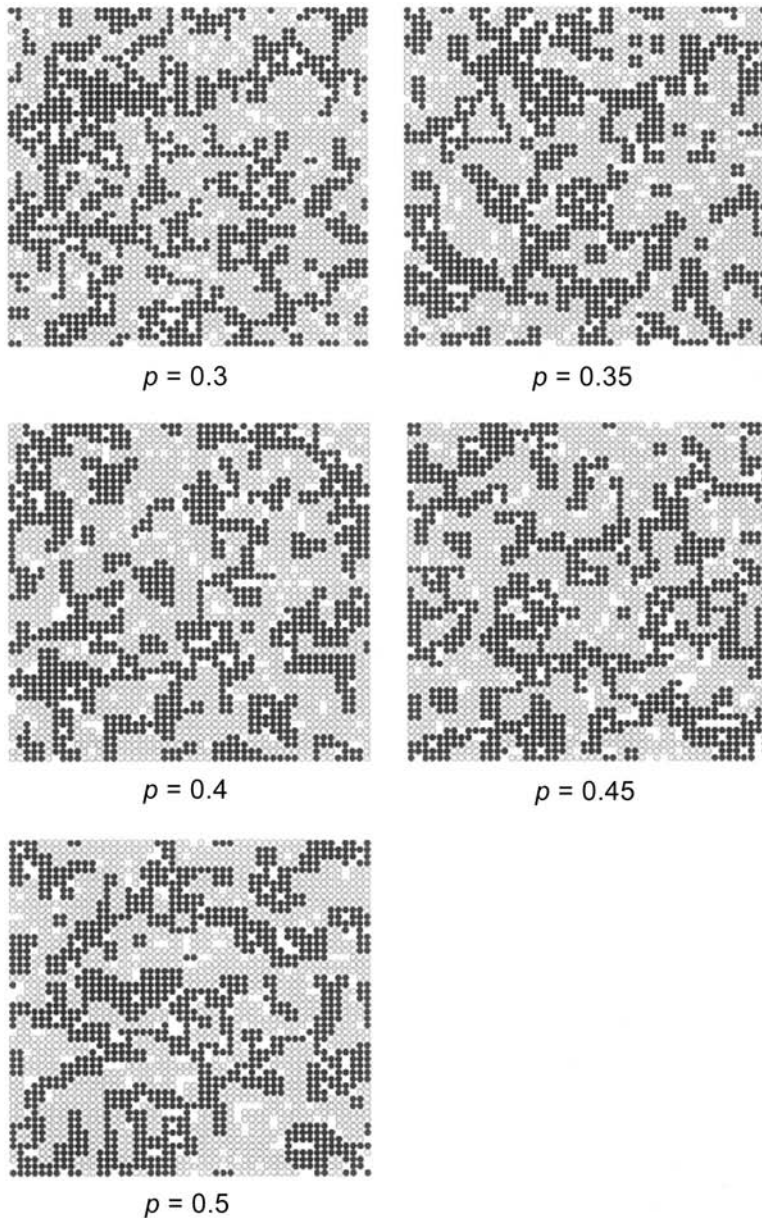 p = 0.3
p = 0.35
p = 0.4
p = 0.45
p = 0.5